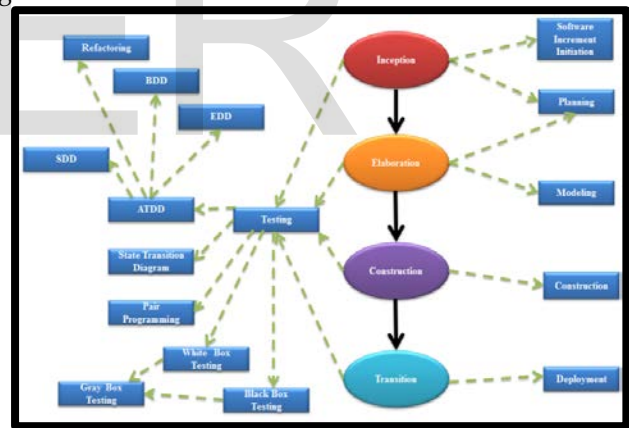 Refactoring
BDD
EDD
SDD
ATDD
Testing
State Transition
Diagram
Pair
Programming
White Box
Testing
Gray Box
Testing
Black Box
Testing
Inception
Elaboration
Construction
Transition
Software
Increment
Initiation
Planning
Modeling
Construction
Deployment
ER